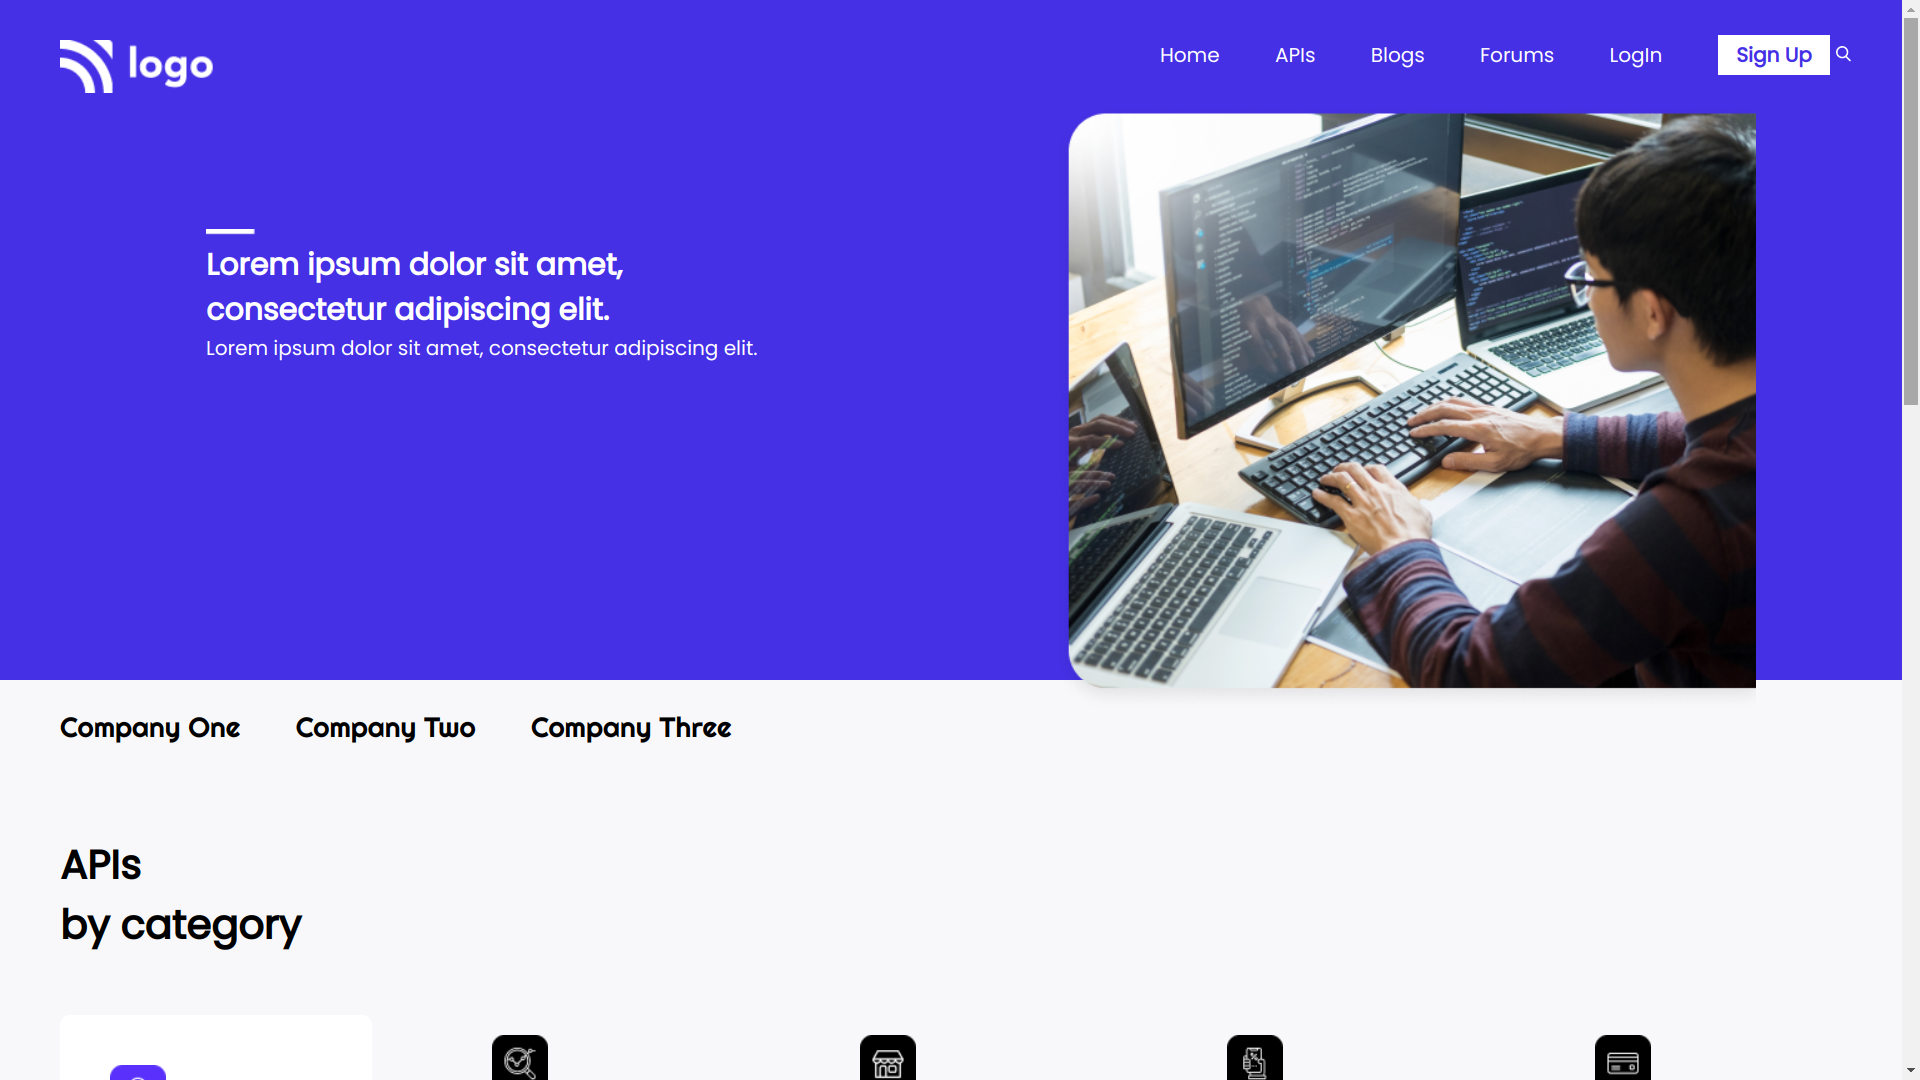 logo
Home
APIs
Blogs
Forums
LogIn
Sign Up
Lorem ipsum dolor sit amet,
consectetur adipiscing elit.
Lorem ipsum dolor sit amet, consectetur adipiscing elit.
Company One
Company Two
Company Three
APIs
by category